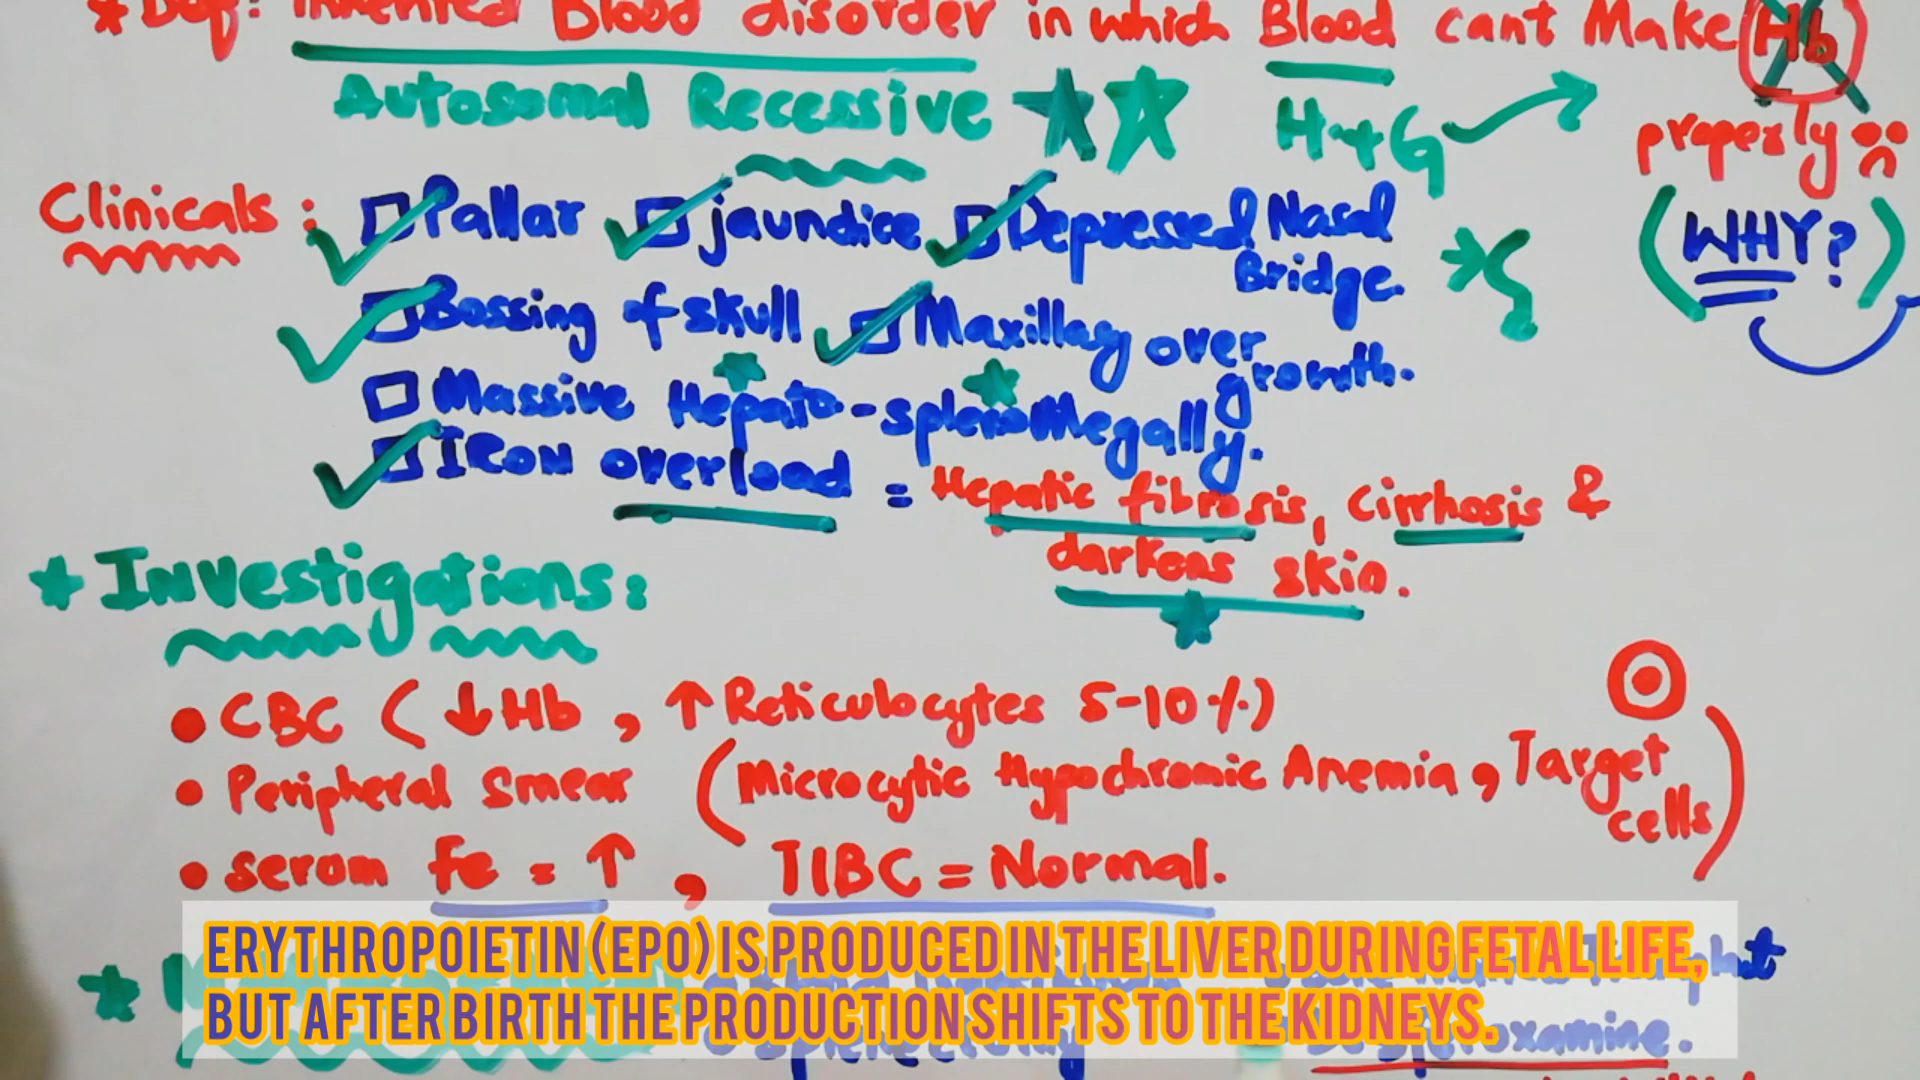 * Def: Inherited Blood disorder in which Blood cant Make Hb
Autosomal Recessive H+G properly
(WHY?)
Clinicals: Pallar jaundice Depressed Nasal Bridge.
Bossing of skull Maxillay over growth.
Massive Hepato-splenomegally.
IRON overload = Hepatic fibrosis, Cirrhosis &
darkens skin.
* Investigations:
CBC (↓Hb, ↑Reticulocytes 5-10%)
Peripheral smear (Microcytic Hypochromic Anemia, Target cells)
serum fe = ↑, TIBC = Normal.
ERYTHROPOIETIN (EPO) IS PRODUCED IN THE LIVER DURING FETAL LIFE,
BUT AFTER BIRTH THE PRODUCTION SHIFTS TO THE KIDNEYS.